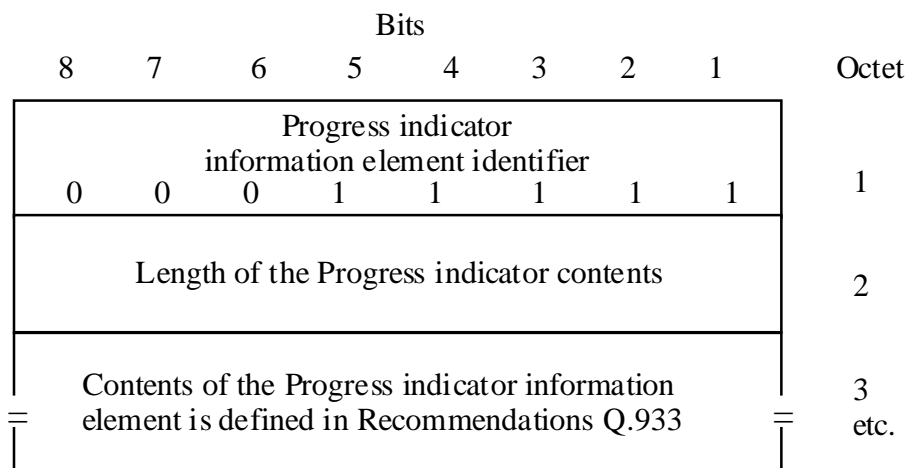 Bits
8 7 6 5 4 3 2 1 Octet
Progress indicator
information element identifier
0 0 0 1 1 1 1 1 1
Length of the Progress indicator contents 2
Contents of the Progress indicator information 3
element is defined in Recommendations Q.933 etc.